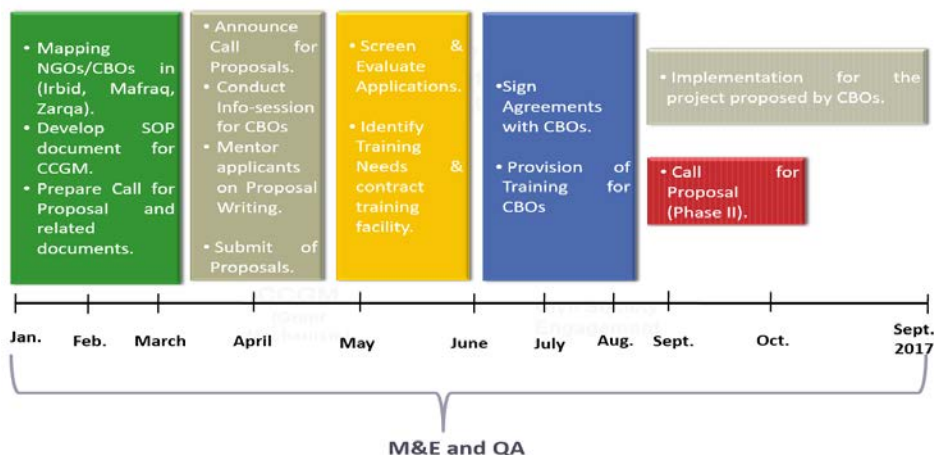 • Mapping
NGOs/CBOs in
(Irbid, Mafraq,
Zarqa).
• Develop SOP
document for
CCGM.
• Prepare Call for
Proposal and
related
documents.
• Announce
Call for
Proposals.
• Conduct
Info-session
for CBOs
• Mentor
applicants
on Proposal
Writing.
• Submit of
Proposals.
• Screen &
Evaluate
Applications.
• Identify
Training
Needs &
contract
training
facility.
•Sign
Agreements
with CBOs.
• Provision of
Training for
CBOs
• Implementation for the
project proposed by CBOs.
• Call for
Proposal
(Phase II).
CCGM
Engagement
Jan.
Feb.
March
April
May
June
July
Aug.
Sept.
Oct.
Sept.
2017
M&E and QA